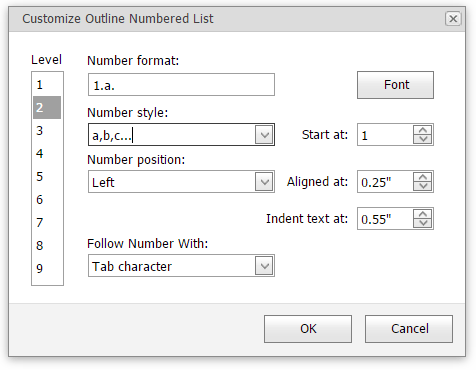 Customize Outline Numbered List
Level
Number format:
1
1.a.
Font
2
Number style:
3
a,b,c...
Start at:
1
4
Number position:
5
Left
Aligned at:
0.25"
6
7
Indent text at:
0.55"
8
Follow Number With:
9
Tab character
OK
Cancel